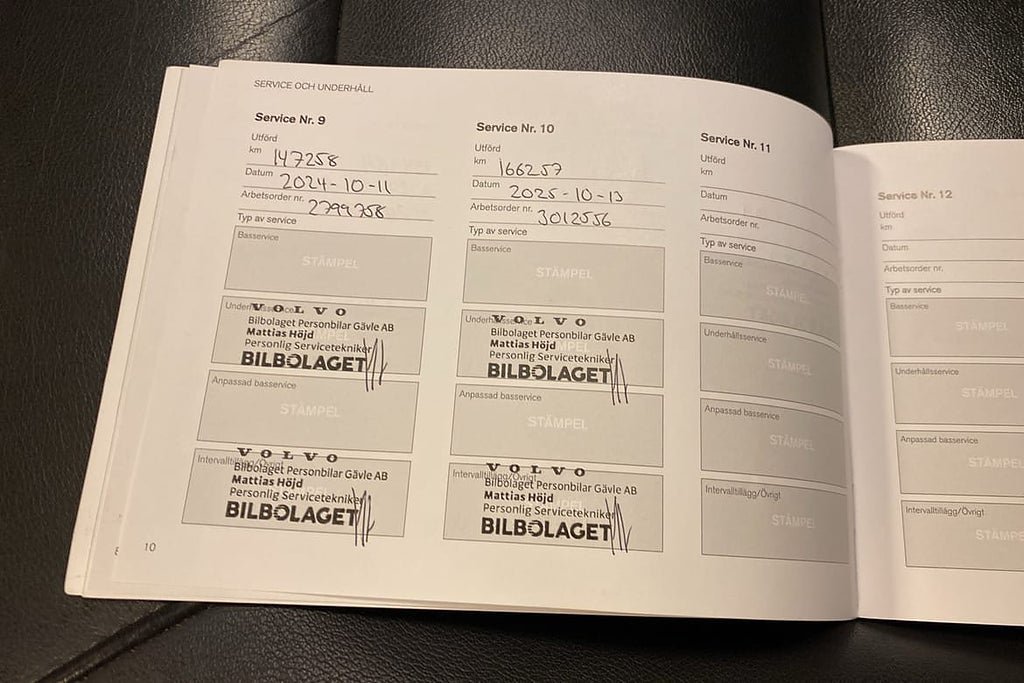 SERVICE OCH UNDERHÅLL
Service Nr. 9
Utförd
km 147258
Datum 2024-10-11
Arbetsorder nr. 2799758
Typ av service
Basservice
STÄMPEL
VOLVO
Bilbolaget Personbilar Gävle AB
Mattias Höjd
Personlig Servicetekniker
BILBOLAGET
Anpassad basservice
STÄMPEL
Intervalltillägg/Övrigt
VOLVO
Bilbolaget Personbilar Gävle AB
Mattias Höjd
Personlig Servicetekniker
BILBOLAGET
10
Service Nr. 10
Utförd
km 166257
Datum 2025-10-13
Arbetsorder nr. 3012556
Typ av service
Basservice
STÄMPEL
VOLVO
Bilbolaget Personbilar Gävle AB
Mattias Höjd
Personlig Servicetekniker
BILBOLAGET
Anpassad basservice
STÄMPEL
Intervalltillägg/Övrigt
VOLVO
Bilbolaget Personbilar Gävle AB
Mattias Höjd
Personlig Servicetekniker
BILBOLAGET
Service Nr. 11
Utförd
km
Datum
Arbetsorder nr.
Typ av service
Basservice
STÄMPEL
Underhållsservice
STÄMPEL
Anpassad basservice
STÄMPEL
Intervalltillägg/Övrigt
STÄMPEL
Service Nr. 12
Utförd
km
Datum
Arbetsorder nr.
Typ av service
Basservice
STÄMPEL
Underhållsservice
STÄMPEL
Anpassad basservice
STÄMPEL
Intervalltillägg/Övrigt
STÄMPE